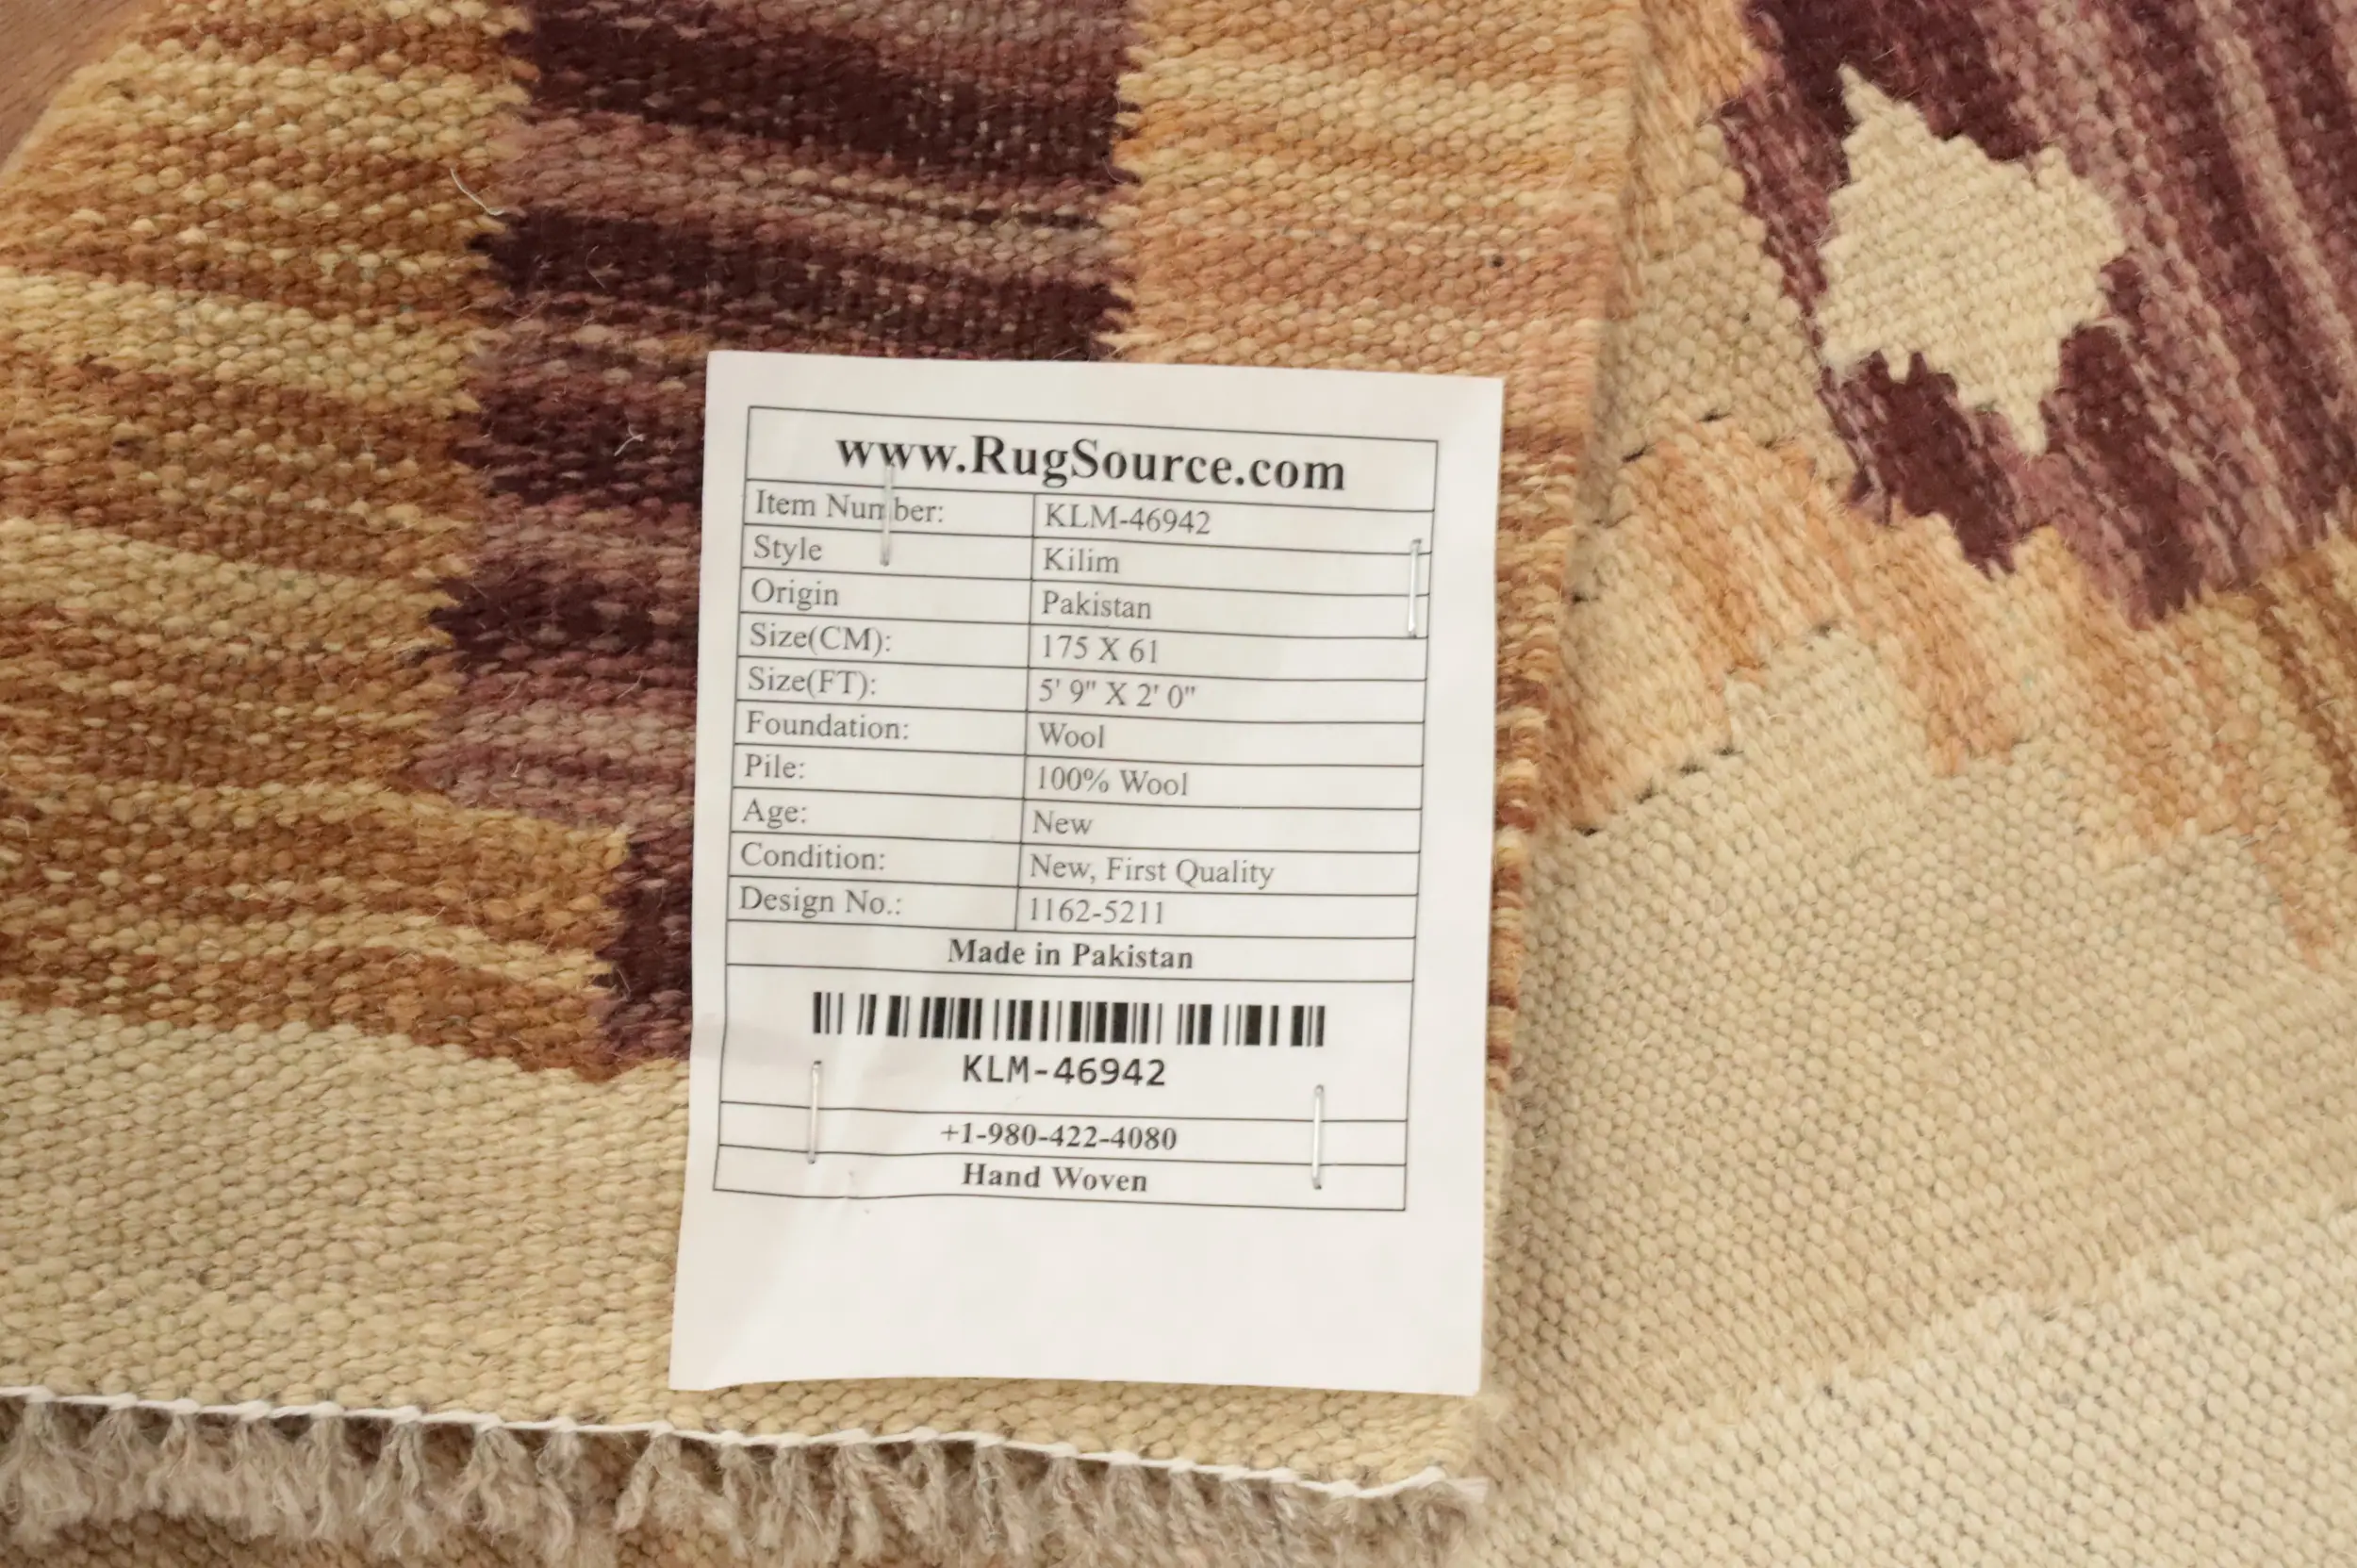 www.RugSource.com
Item Number: KLM-46942
Style Kilim
Origin Pakistan
Size(CM): 175 X 61
Size(FT): 5' 9" X 2' 0"
Foundation: Wool
Pile: 100% Wool
Age: New
Condition: New, First Quality
Design No.: 1162-5211
Made in Pakistan
KLM-46942
+1-980-422-4080
Hand Woven